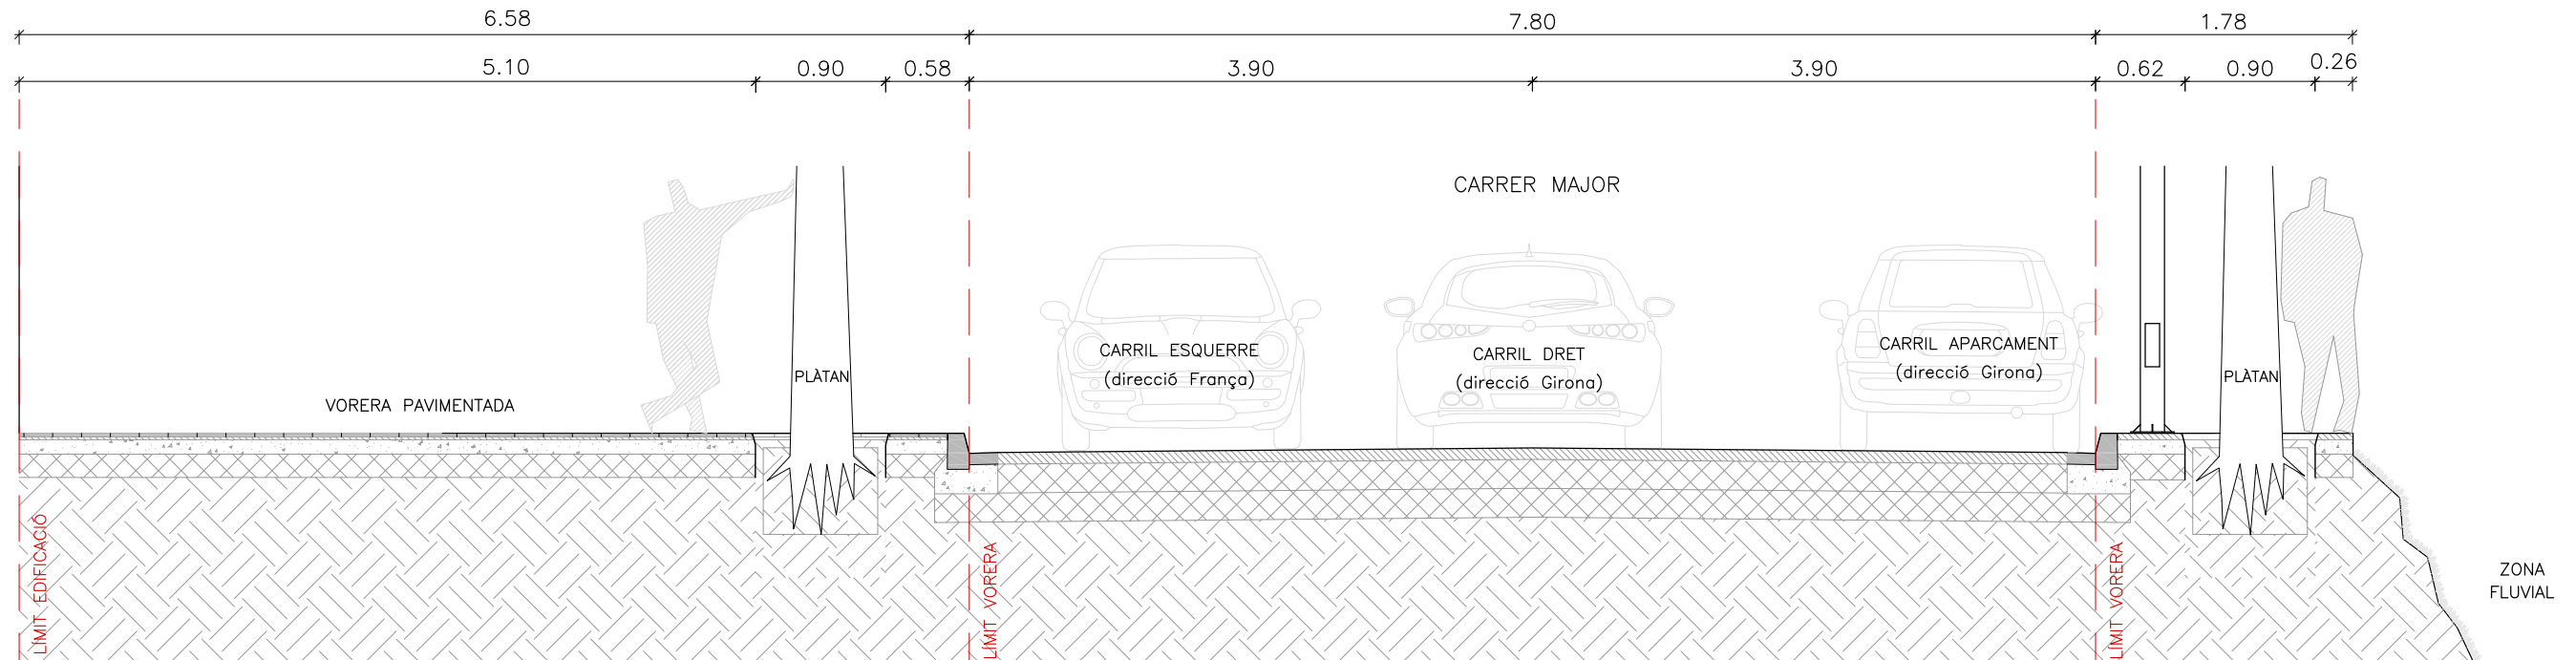 6.58
7.80
1.78
5.10
0.90
0.58
3.90
3.90
0.62
0.90
0.26
CARRER MAJOR
CARRIL ESQUERRE
(direcció França)
CARRIL DRET
(direcció Girona)
CARRIL APARCAMENT
(direcció Girona)
PLÀTAN
PLÀTAN
VORERA PAVIMENTADA
LÍMIT EDIFICACIÓ
LÍMIT VORERA
LÍMIT VORERA
ZONA
FLUVIAL